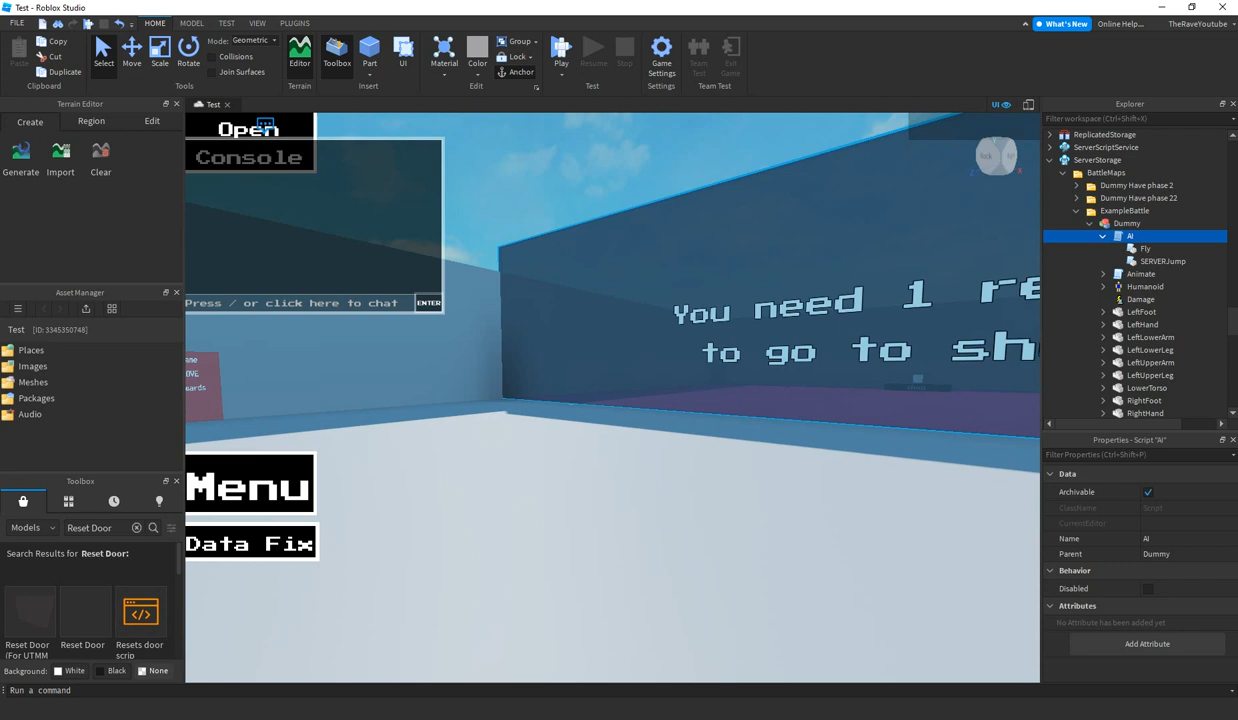 Test - Roblox Studio
FILE
HOME
MODEL
TEST
VIEW
PLUGINS
What's New
Online Help...
TheRaveYoutube
Paste
Copy
Cut
Duplicate
Clipboard
Select
Move
Scale
Rotate
Mode: Geometric
Collisions
Join Surfaces
Tools
Editor
Terrain
Toolbox
Part
UI
Insert
Material
Color
Group
Lock
Anchor
Edit
Play
Resume
Stop
Test
Game Settings
Settings
Team Test
Exit Game
Team Test
Terrain Editor
Create
Region
Edit
Generate
Import
Clear
Asset Manager
Test [ID: 3345350748]
Places
Images
Meshes
Packages
Audio
Toolbox
Models
Reset Door
Search Results for Reset Door:
Reset Door (For UTMM
Reset Door
Resets door scrip
Background: White Black None
Run a command
Test
UI
Open
Console
Press / or click here to chat
ENTER
You need 1 re
to go to sh
OVE
Menu
Data Fix
Back
Explorer
Filter workspace (Ctrl+Shift+X)
ReplicatedStorage
ServerScriptService
ServerStorage
BattleMaps
Dummy Have phase 2
Dummy Have phase 22
ExampleBattle
Dummy
AI
Fly
SERVERJump
Animate
Humanoid
Damage
LeftFoot
LeftHand
LeftLowerArm
LeftLowerLeg
LeftUpperArm
LeftUpperLeg
LowerTorso
RightFoot
RightHand
Properties - Script "AI"
Filter Properties (Ctrl+Shift+P)
Data
Archivable
ClassName Script
CurrentEditor
Name AI
Parent Dummy
Behavior
Disabled
Attributes
No Attribute has been added yet
Add Attribute